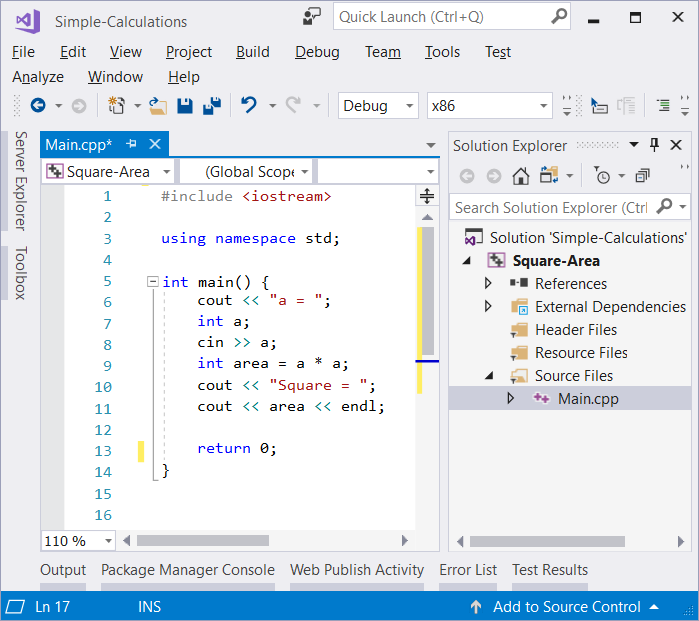 Simple-Calculations
Quick Launch (Ctrl+Q)
File Edit View Project Build Debug Team Tools Test
Analyze Window Help
Debug x86
Server Explorer
Toolbox
Main.cpp*
Square-Area (Global Scope
1 #include <iostream>
2
3 using namespace std;
4
5 int main() {
6 cout << "a = ";
7 int a;
8 cin >> a;
9 int area = a * a;
10 cout << "Square = ";
11 cout << area << endl;
12
13 return 0;
14 }
15
16
110 %
Solution Explorer
Search Solution Explorer (Ctrl
Solution 'Simple-Calculations'
Square-Area
References
External Dependencies
Header Files
Resource Files
Source Files
Main.cpp
Output Package Manager Console Web Publish Activity Error List Test Results
Ln 17 INS Add to Source Control